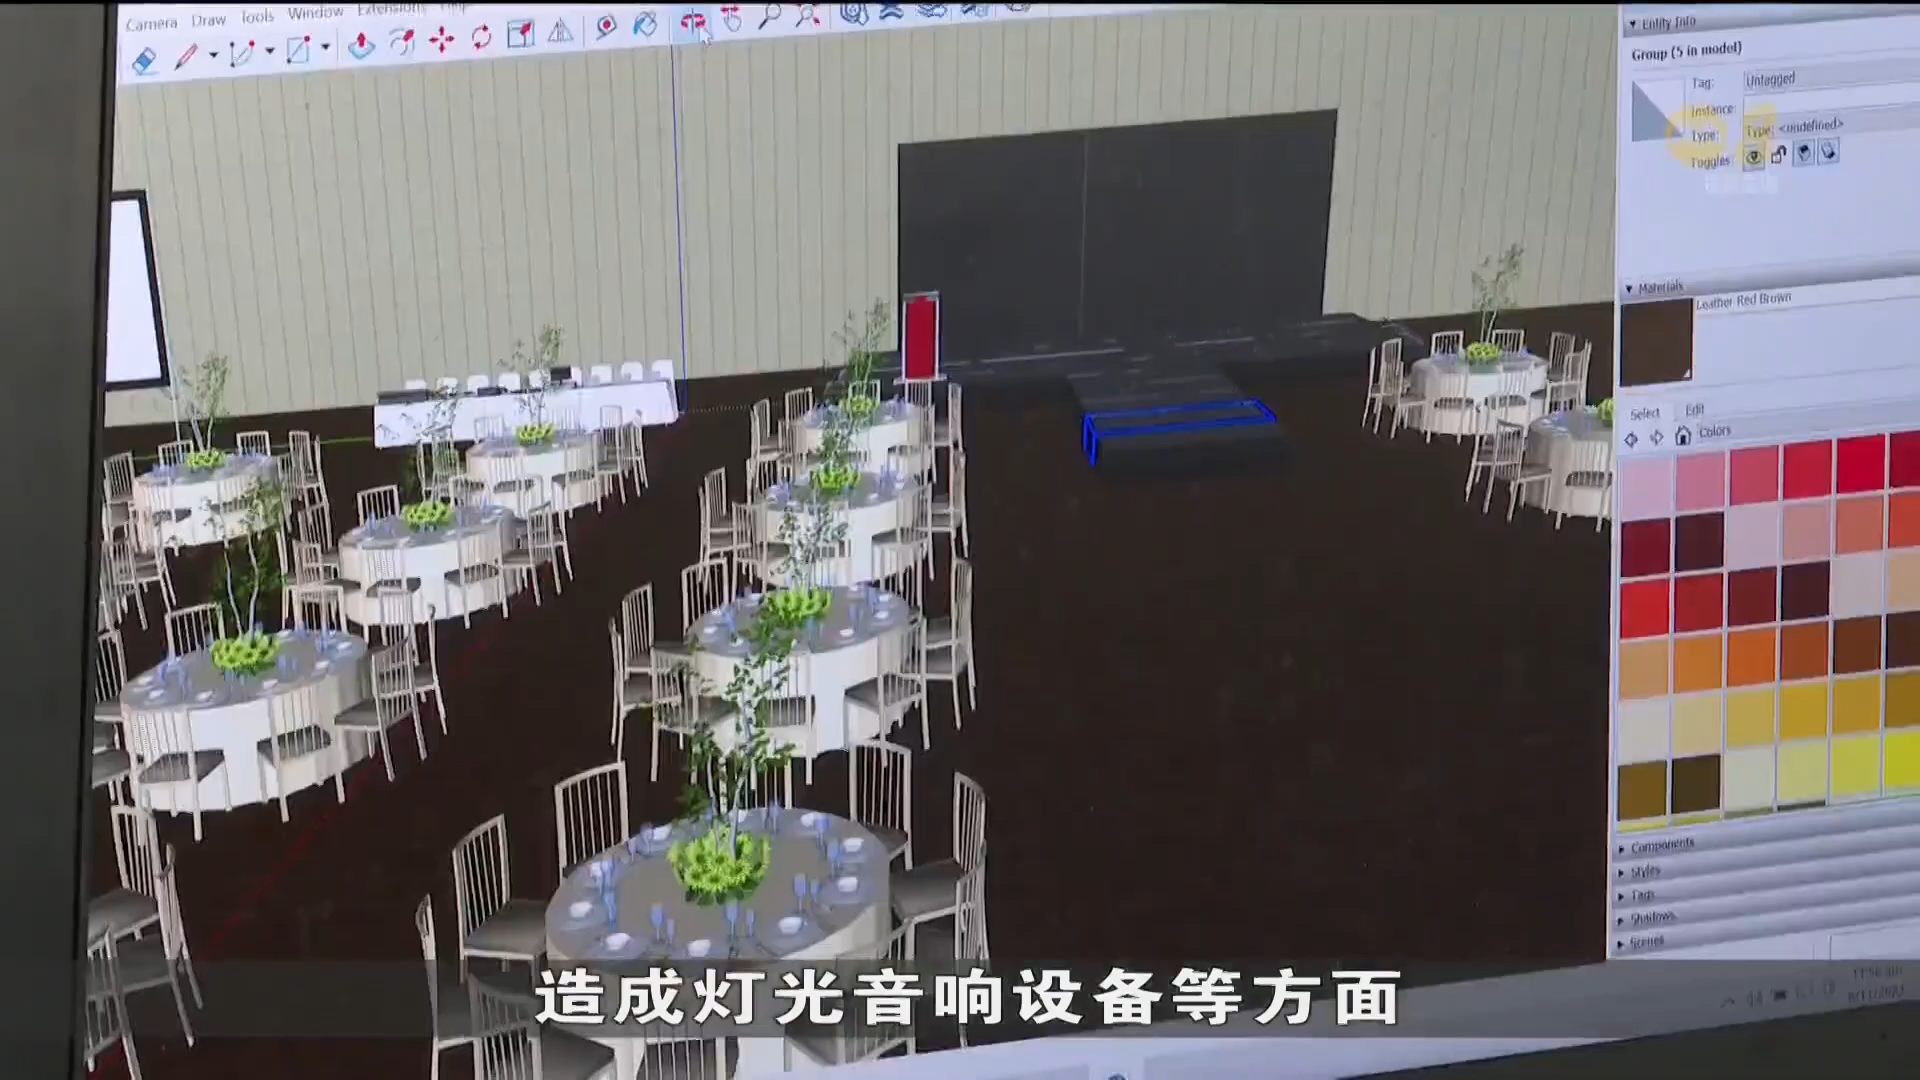 Camera Draw Tools Window Extensions Help
Entity Info
Group (5 in model)
Tag: Untagged
Instance:
Type: Type: <undefined>
Toggles
Materials
Leather Red Brown
Select Edit
Colors
Components
Styles
Tags
Shadows
Scenes
造成灯光音响设备等方面